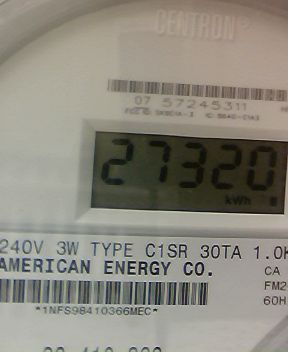 CENTRON®
07 57245311
27320
kWh
240V 3W TYPE C1SR 30TA 1.0K
AMERICAN ENERGY CO.
CA
FM2
60H
*1NFS98410366MEC*